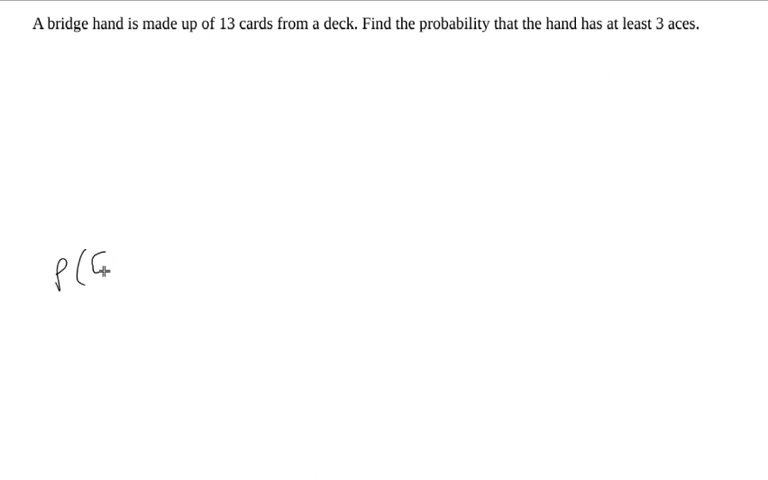 A bridge hand is made up of 13 cards from a deck. Find the probability that the hand has at least 3 aces.
P(